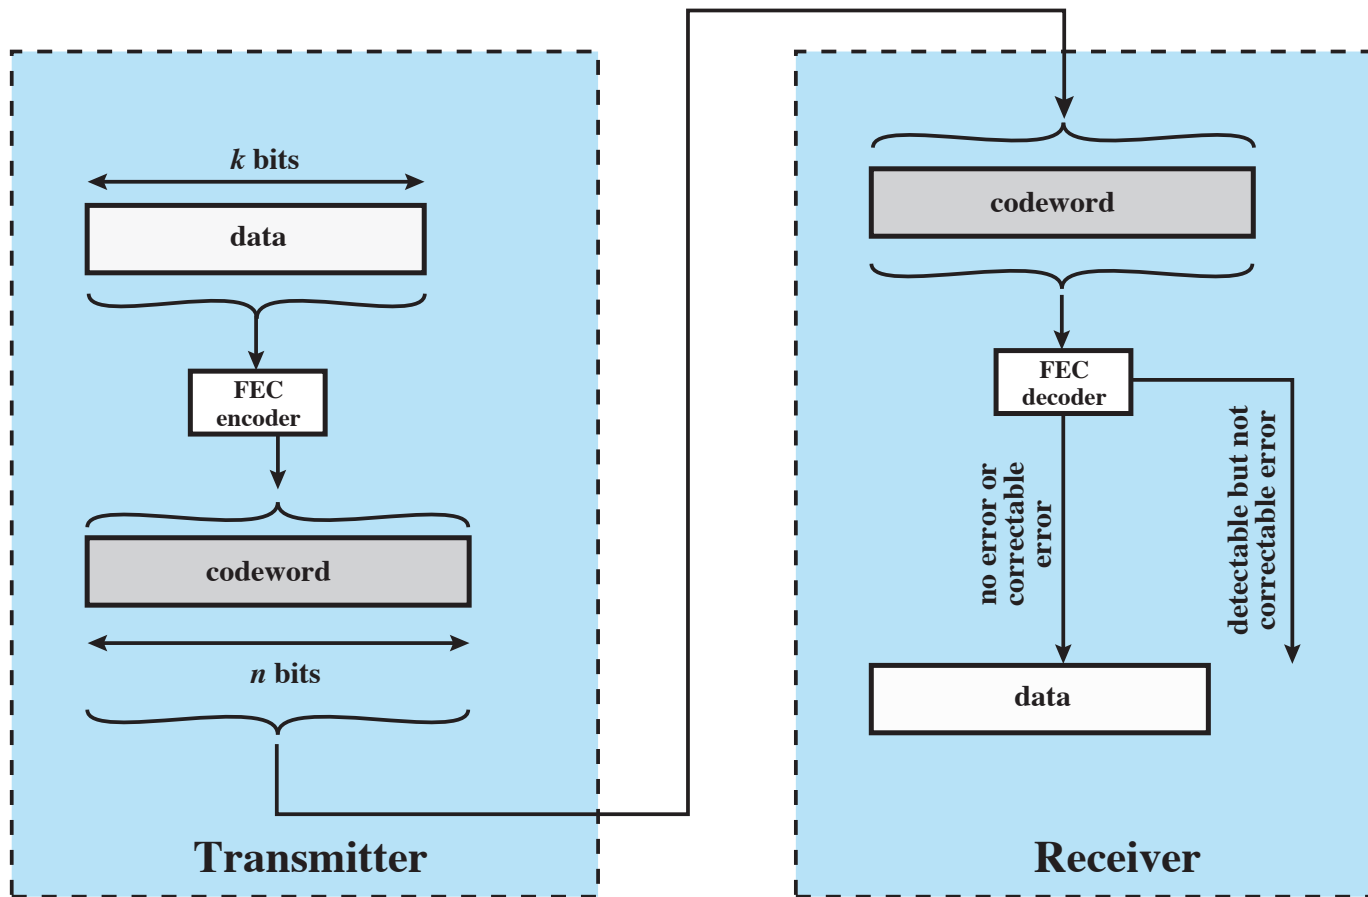 k bits
data
FEC
encoder
codeword
n bits
Transmitter
codeword
FEC
decoder
no error or
correctable
error
detectable but not
correctable error
data
Receiver